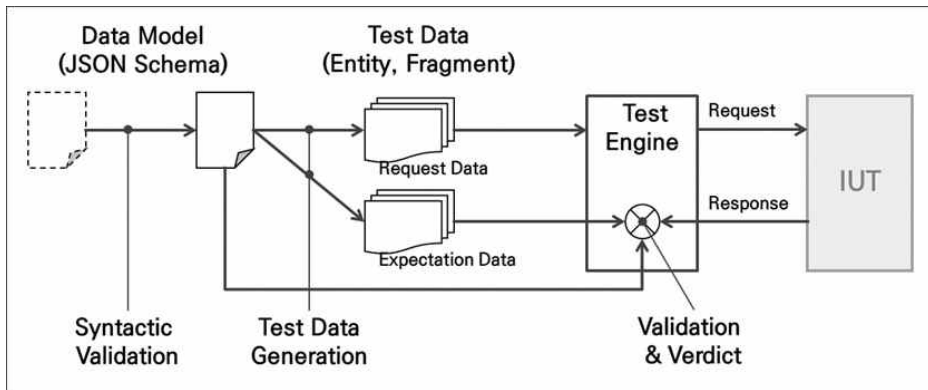 Data Model
(JSON Schema)
Test Data
(Entity, Fragment)
Test
Engine
Request
Request Data
IUT
Response
Expectation Data
Syntactic
Validation
Test Data
Generation
Validation
& Verdict